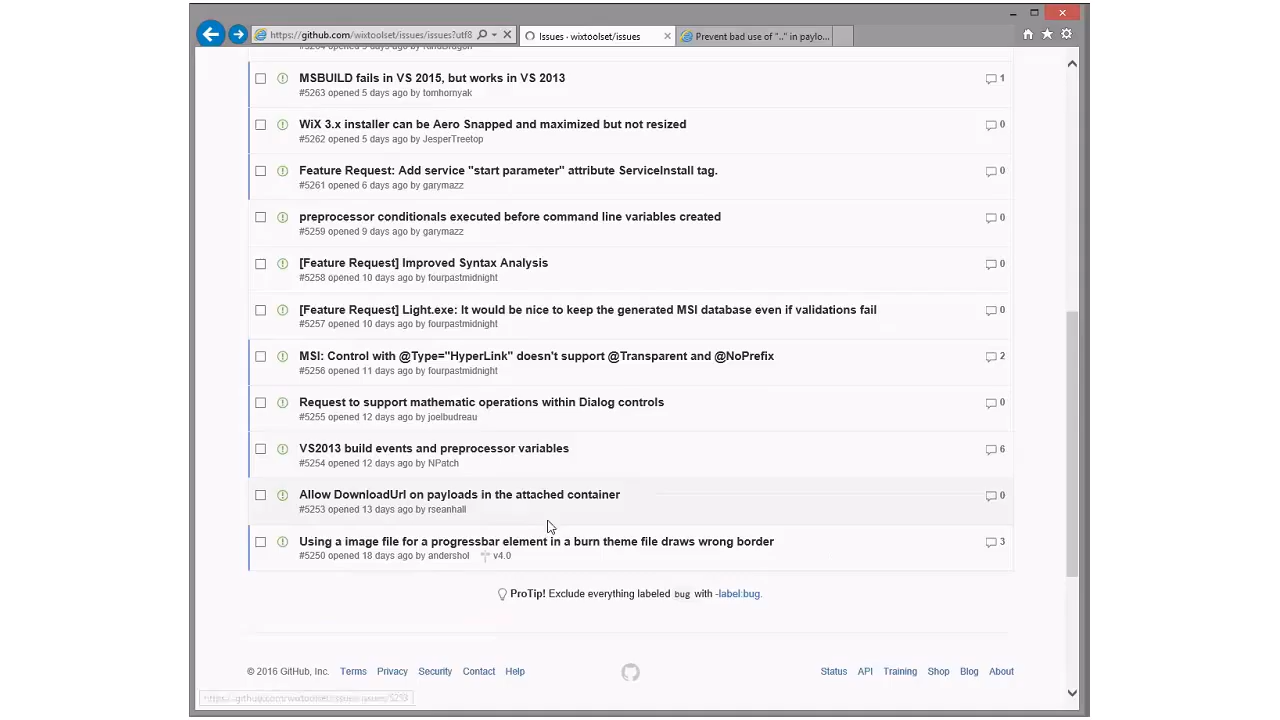 https://github.com/wixtoolset/issues/issues?utf8
Issues · wixtoolset/issues
Prevent bad use of ".." in paylo...
MSBUILD fails in VS 2015, but works in VS 2013
1
#5263 opened 5 days ago by tomhornyak
WiX 3.x installer can be Aero Snapped and maximized but not resized
0
#5262 opened 5 days ago by JesperTreetop
Feature Request: Add service "start parameter" attribute ServiceInstall tag.
0
#5261 opened 6 days ago by garymazz
preprocessor conditionals executed before command line variables created
0
#5259 opened 9 days ago by garymazz
[Feature Request] Improved Syntax Analysis
0
#5258 opened 10 days ago by fourpastmidnight
[Feature Request] Light.exe: It would be nice to keep the generated MSI database even if validations fail
0
#5257 opened 10 days ago by fourpastmidnight
MSI: Control with @Type="HyperLink" doesn't support @Transparent and @NoPrefix
2
#5256 opened 11 days ago by fourpastmidnight
Request to support mathematic operations within Dialog controls
0
#5255 opened 12 days ago by joelbudreau
VS2013 build events and preprocessor variables
6
#5254 opened 12 days ago by NPatch
Allow DownloadUrl on payloads in the attached container
0
#5253 opened 13 days ago by rseanhall
Using a image file for a progressbar element in a burn theme file draws wrong border
3
#5250 opened 18 days ago by andershol v4.0
ProTip! Exclude everything labeled bug with -label:bug.
© 2016 GitHub, Inc. Terms Privacy Security Contact Help
Status API Training Shop Blog About
https://github.com/wixtoolset/issues/issues/5253